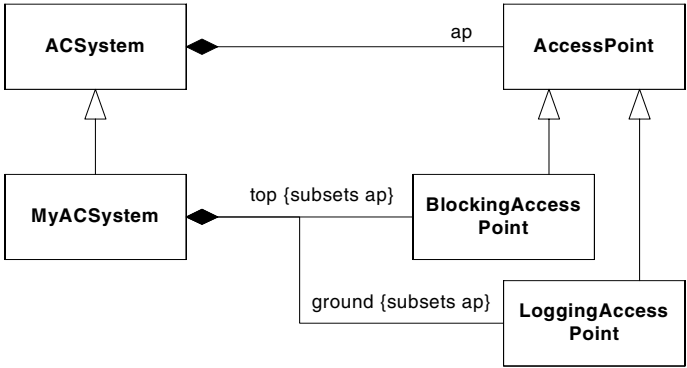 ACSystem
ap
AccessPoint
MyACSystem
top {subsets ap}
BlockingAccess
Point
ground {subsets ap}
LoggingAccess
Point